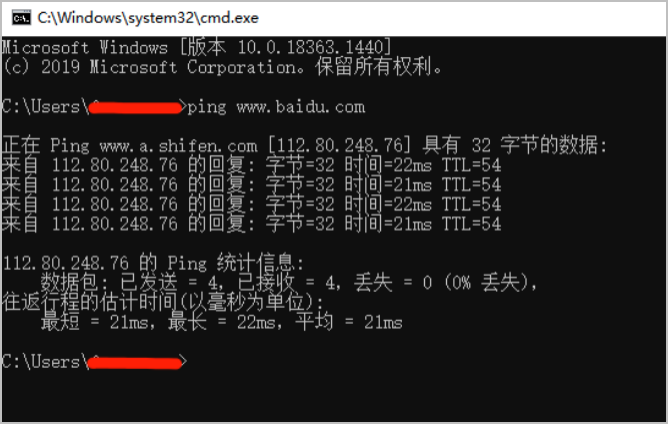 C:\Windows\system32\cmd.exe
Microsoft Windows [版本 10.0.18363.1440]
(c) 2019 Microsoft Corporation。保留所有权利。
C:\Users\>ping www.baidu.com
正在 Ping www.a.shifen.com [112.80.248.76] 具有 32 字节的数据:
来自 112.80.248.76 的回复: 字节=32 时间=22ms TTL=54
来自 112.80.248.76 的回复: 字节=32 时间=21ms TTL=54
来自 112.80.248.76 的回复: 字节=32 时间=22ms TTL=54
来自 112.80.248.76 的回复: 字节=32 时间=21ms TTL=54
112.80.248.76 的 Ping 统计信息:
数据包: 已发送 = 4，已接收 = 4，丢失 = 0 (0% 丢失)，
往返行程的估计时间(以毫秒为单位):
最短 = 21ms，最长 = 22ms，平均 = 21ms
C:\Users\>